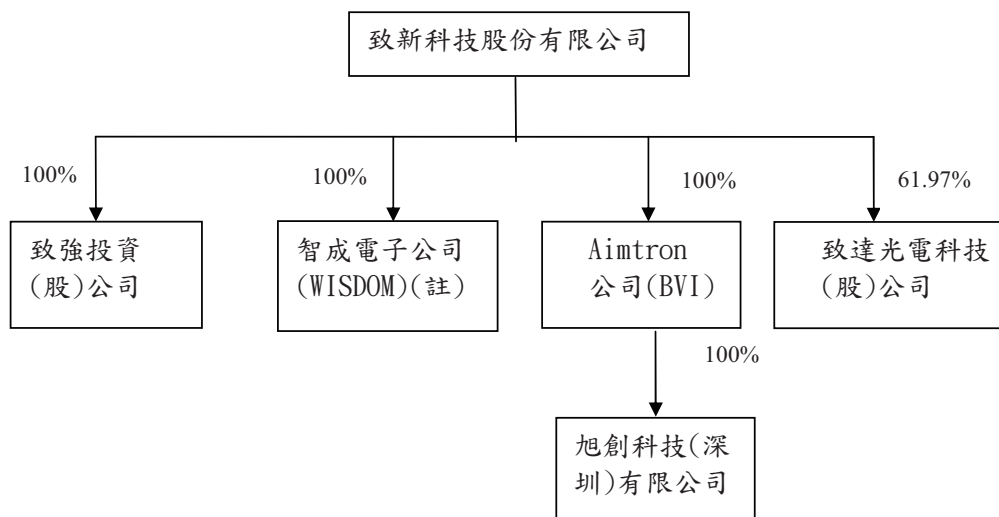 致新科技股份有限公司
100%
100%
100%
61.97%
致強投資
(股)公司
智成電子公司
(WISDOM)(註)
Aimtron
公司(BVI)
致達光電科技
(股)公司
100%
旭創科技(深
圳)有限公司